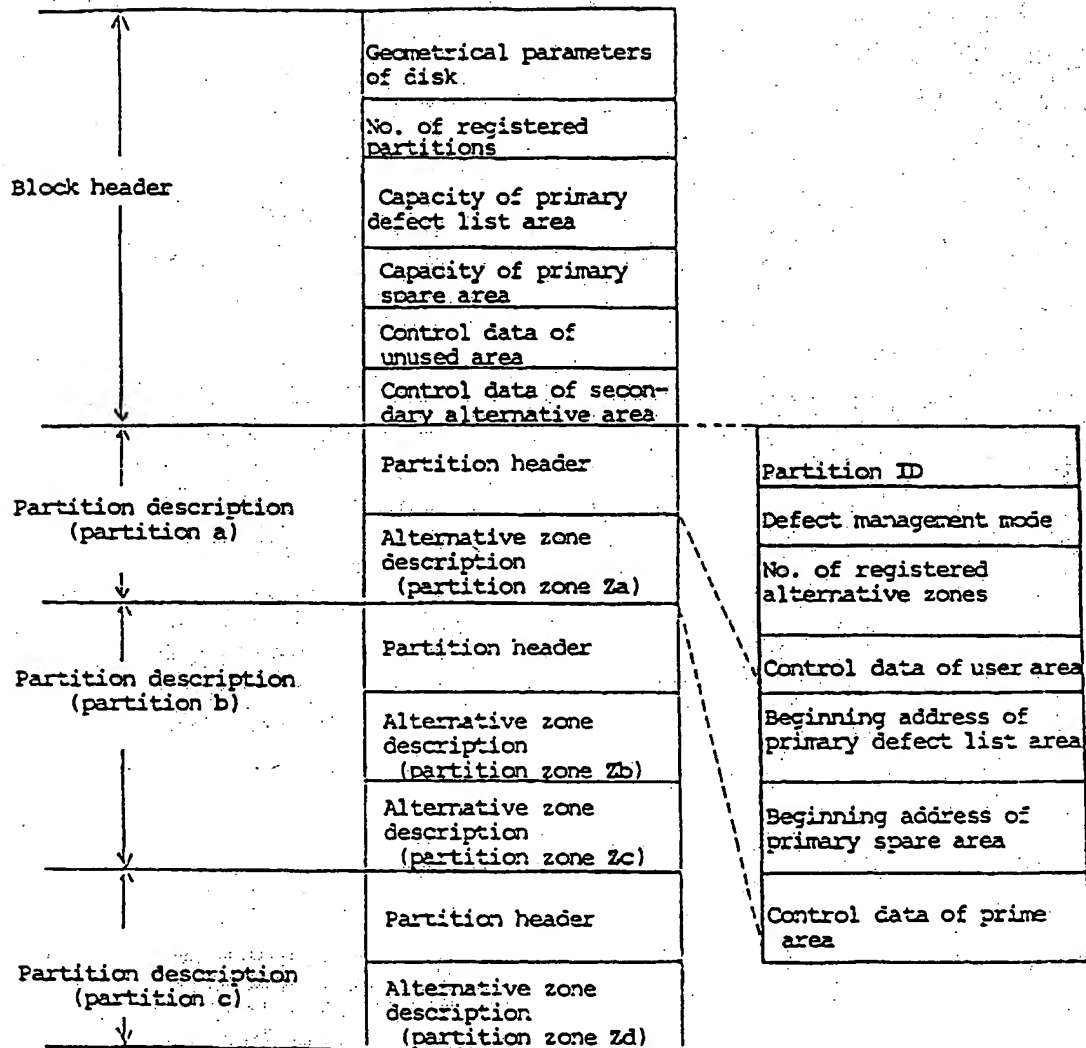 Geometrical parameters
of disk
No. of registered
partitions
Block header
Capacity of primary
defect list area
Capacity of primary
spare area
Control data of
unused area
Control data of secon-
dary alternative area
Partition description
(partition a)
Partition header
Alternative zone
description
(partition zone Za)
Partition description
(partition b)
Partition header
Alternative zone
description
(partition zone Zb)
Alternative zone
description
(partition zone Zc)
Partition description
(partition c)
Partition header
Alternative zone
description
(partition zone Zd)
Partition ID
Defect management mode
No. of registered
alternative zones
Control data of user area
Beginning address of
primary defect list area
Beginning address of
primary spare area
Control data of prime
area